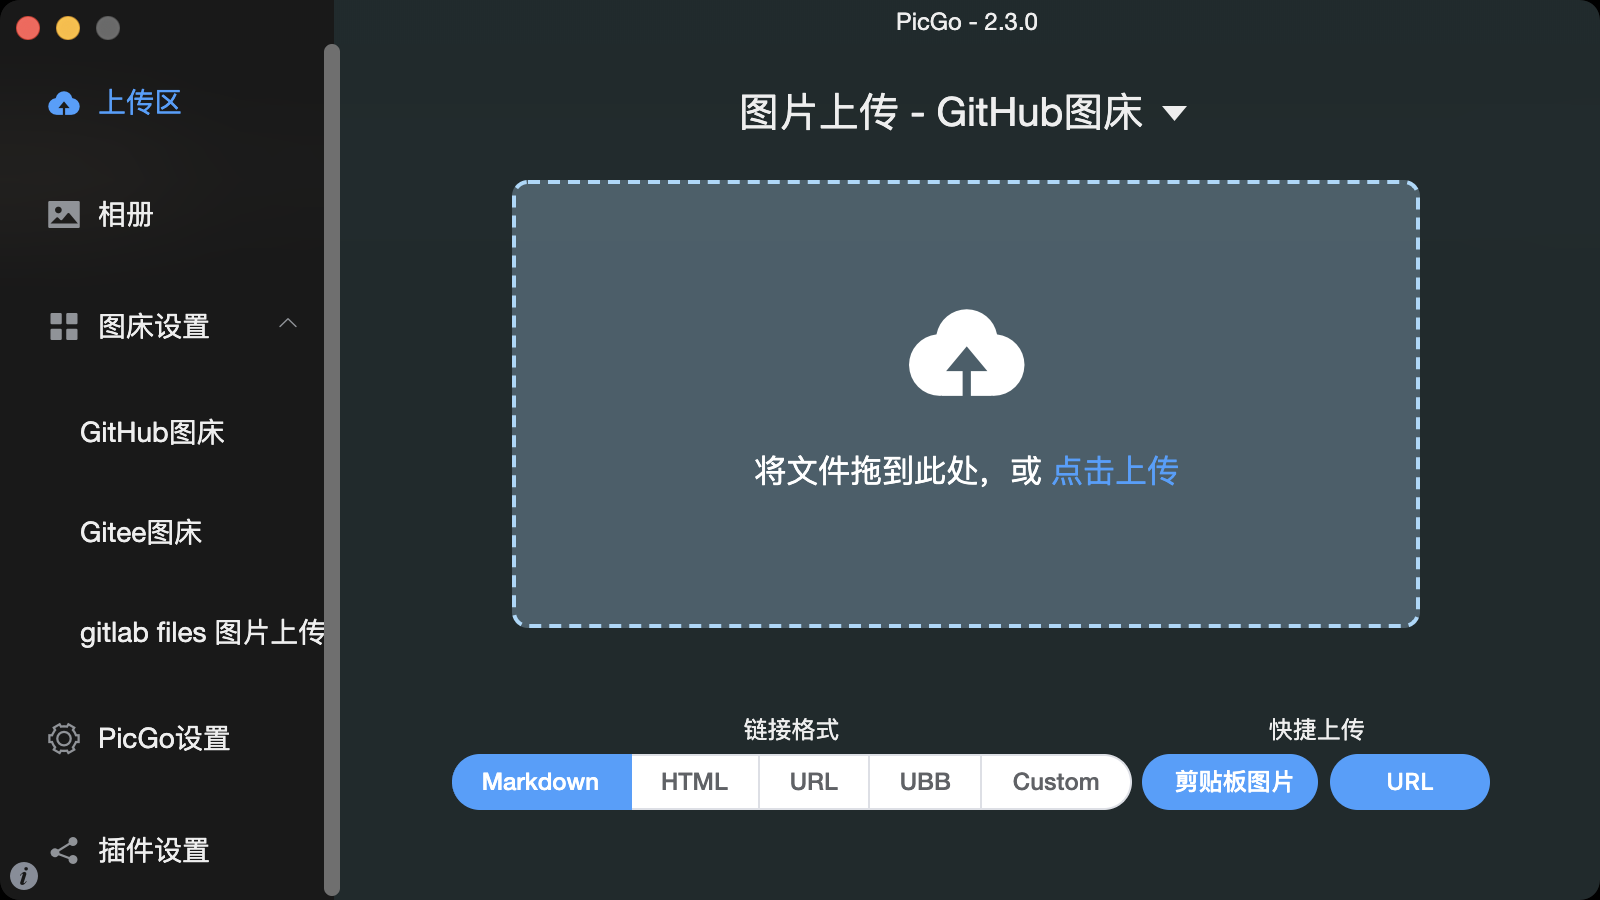 PicGo - 2.3.0
上传区
相册
图床设置
GitHub图床
Gitee图床
gitlab files 图片上传
PicGo设置
插件设置
图片上传 - GitHub图床
将文件拖到此处，或 点击上传
链接格式
Markdown HTML URL UBB Custom
快捷上传
剪贴板图片 URL